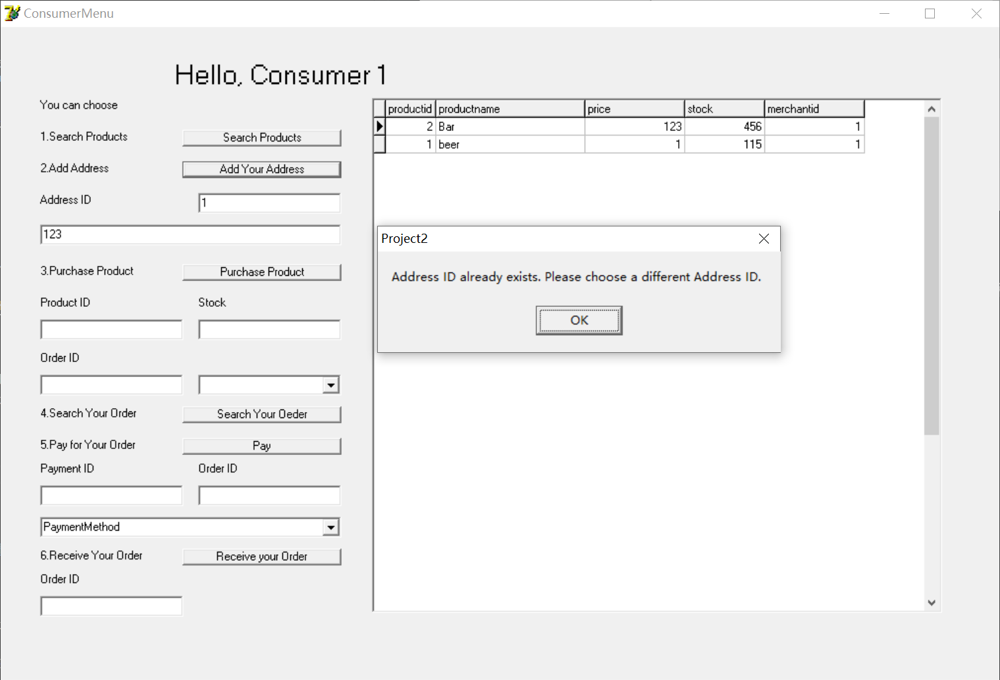 ConsumerMenu
Hello, Consumer 1
You can choose
1.Search Products
Search Products
2.Add Address
Add Your Address
Address ID
1
123
3.Purchase Product
Purchase Product
Product ID
Stock
Order ID
4.Search Your Order
Search Your Oeder
5.Pay for Your Order
Pay
Payment ID
Order ID
PaymentMethod
6.Receive Your Order
Receive your Order
Order ID
productid productname price stock merchantid
2 Bar 123 456 1
1 beer 1 115 1
Project2
Address ID already exists. Please choose a different Address ID.
OK